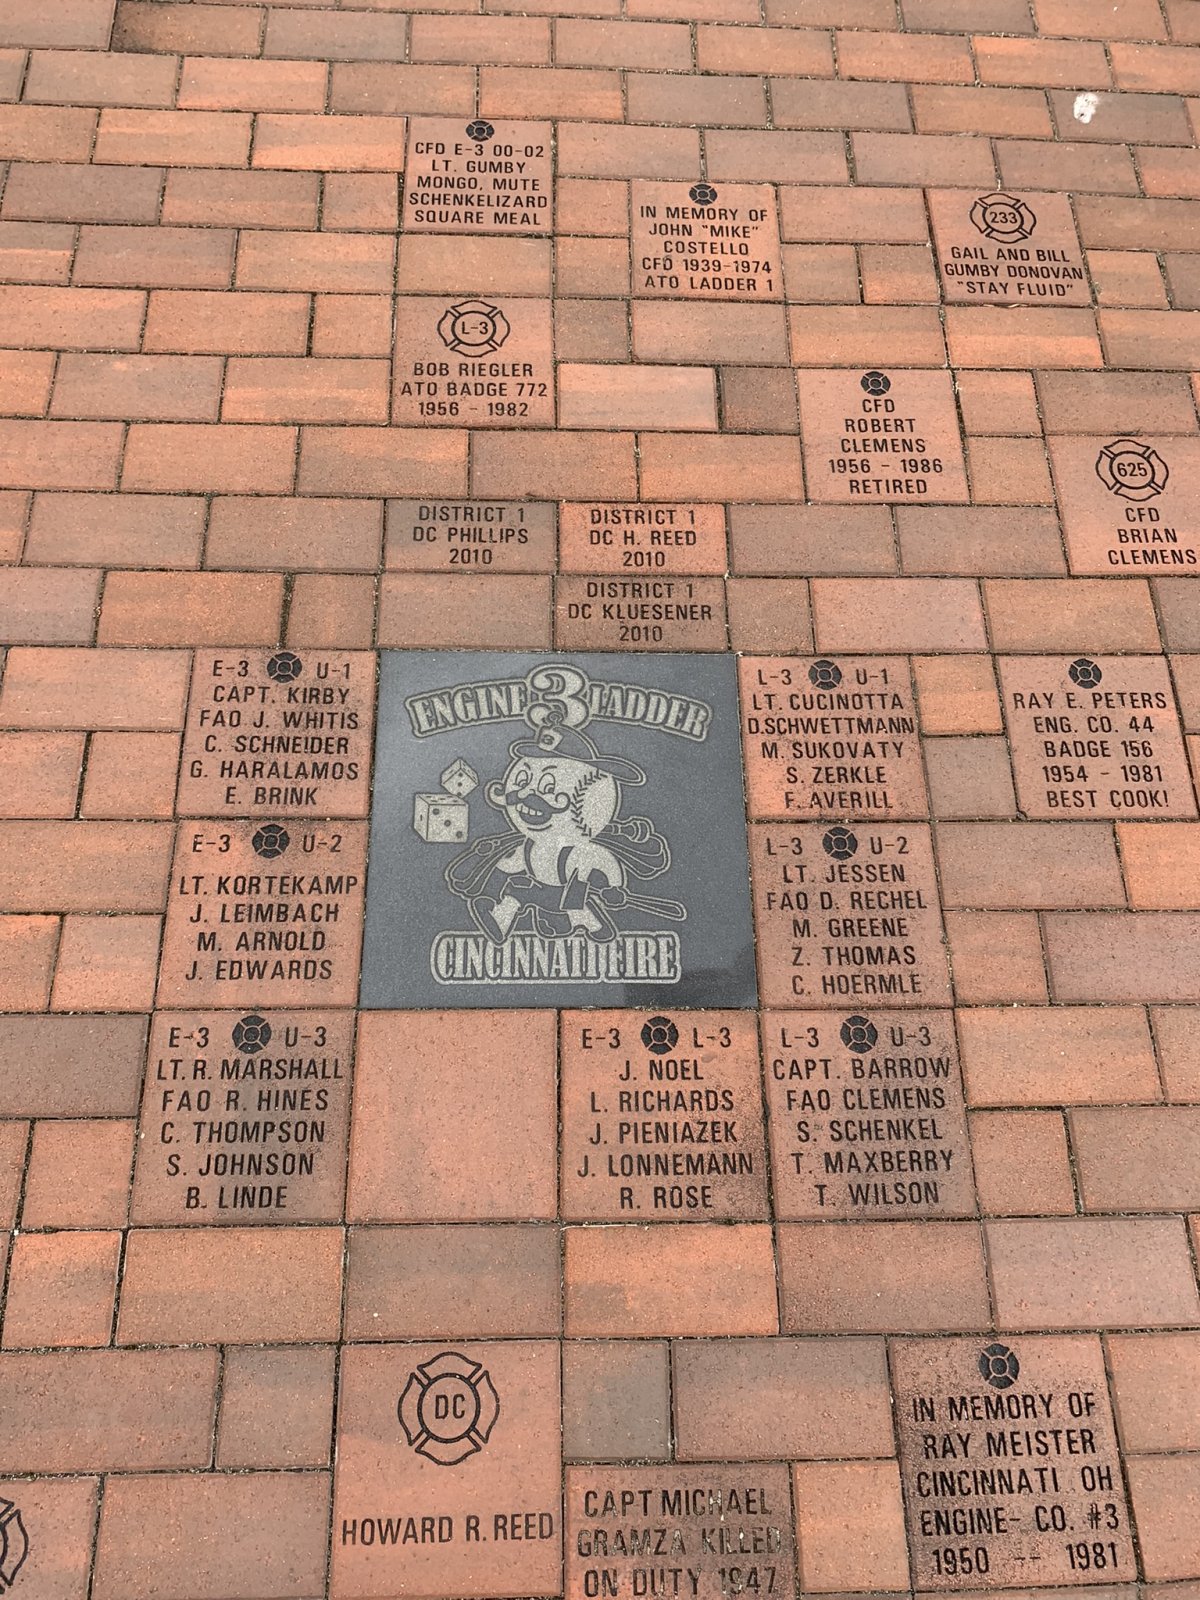 CFD E-3 00-02
LT. GUMBY
MONGO, MUTE
SCHENKELIZARD
SQUARE MEAL
IN MEMORY OF
JOHN "MIKE"
COSTELLO
CFD 1939-1974
ATO LADDER 1
233
GAIL AND BILL
GUMBY DONOVAN
"STAY FLUID"
L-3
BOB RIEGLER
ATO BADGE 772
1956 - 1982
CFD
ROBERT
CLEMENS
1956 - 1986
RETIRED
625
CFD
BRIAN
CLEMENS
DISTRICT 1
DC PHILLIPS
2010
DISTRICT 1
DC H. REED
2010
DISTRICT 1
DC KLUESENER
2010
E-3 U-1
CAPT. KIRBY
FAO J. WHITIS
C. SCHNEIDER
G. HARALAMOS
E. BRINK
ENGINE 3 LADDER
CINCINNATI FIRE
L-3 U-1
LT. CUCINOTTA
D.SCHWETTMANN
M. SUKOVATY
S. ZERKLE
F. AVERILL
RAY E. PETERS
ENG. CO. 44
BADGE 156
1954 - 1981
BEST COOK!
E-3 U-2
LT. KORTEKAMP
J. LEIMBACH
M. ARNOLD
J. EDWARDS
L-3 U-2
LT. JESSEN
FAO D. RECHEL
M. GREENE
Z. THOMAS
C. HOERMLE
E-3 U-3
LT. R. MARSHALL
FAO R. HINES
C. THOMPSON
S. JOHNSON
B. LINDE
E-3 L-3
J. NOEL
L. RICHARDS
J. PIENIAZEK
J. LONNEMANN
R. ROSE
L-3 U-3
CAPT. BARROW
FAO CLEMENS
S. SCHENKEL
T. MAXBERRY
T. WILSON
DC
HOWARD R. REED
CAPT MICHAEL
GRAMZA KILLED
ON DUTY 1947
IN MEMORY OF
RAY MEISTER
CINCINNATI OH
ENGINE- CO. #3
1950 -- 1981